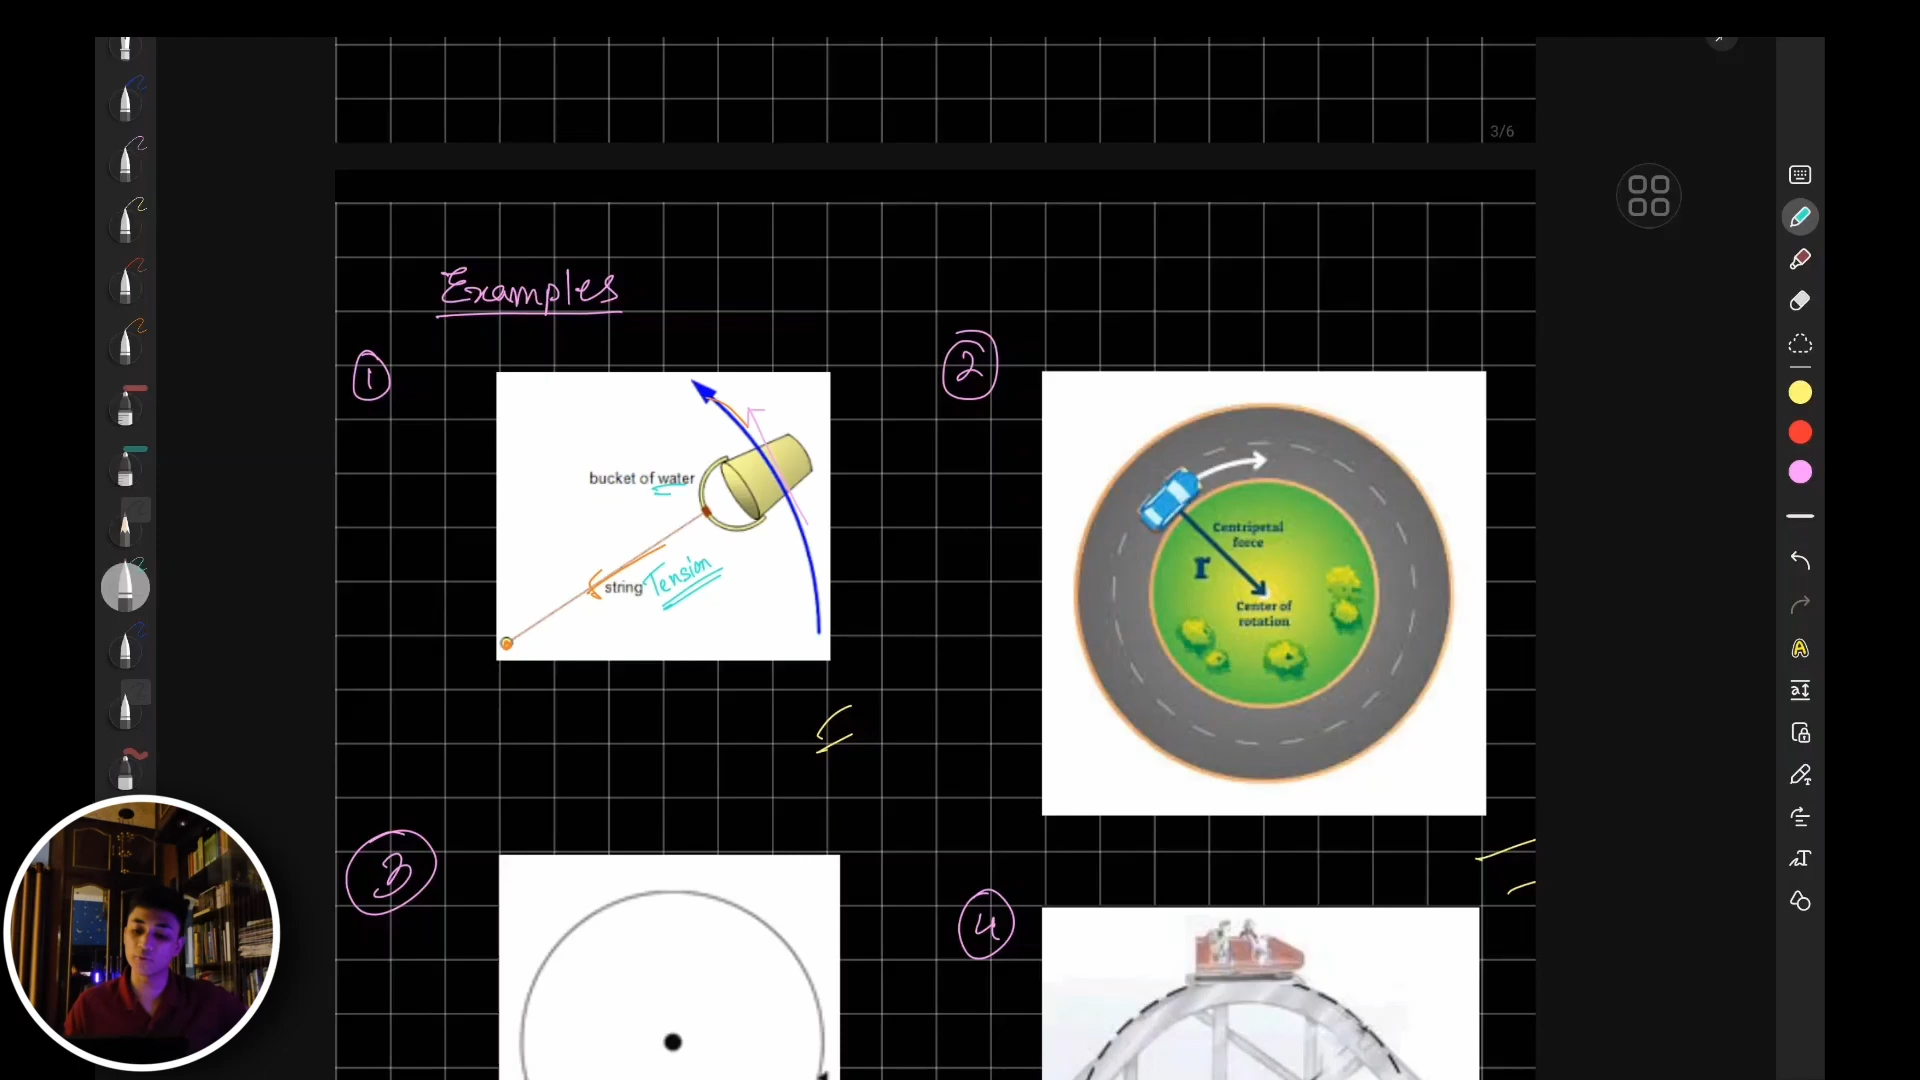 3/6
Examples
1
2
bucket of water
string Tension
Centripetal
force
r
Center of
rotation
3
4
A
a
T